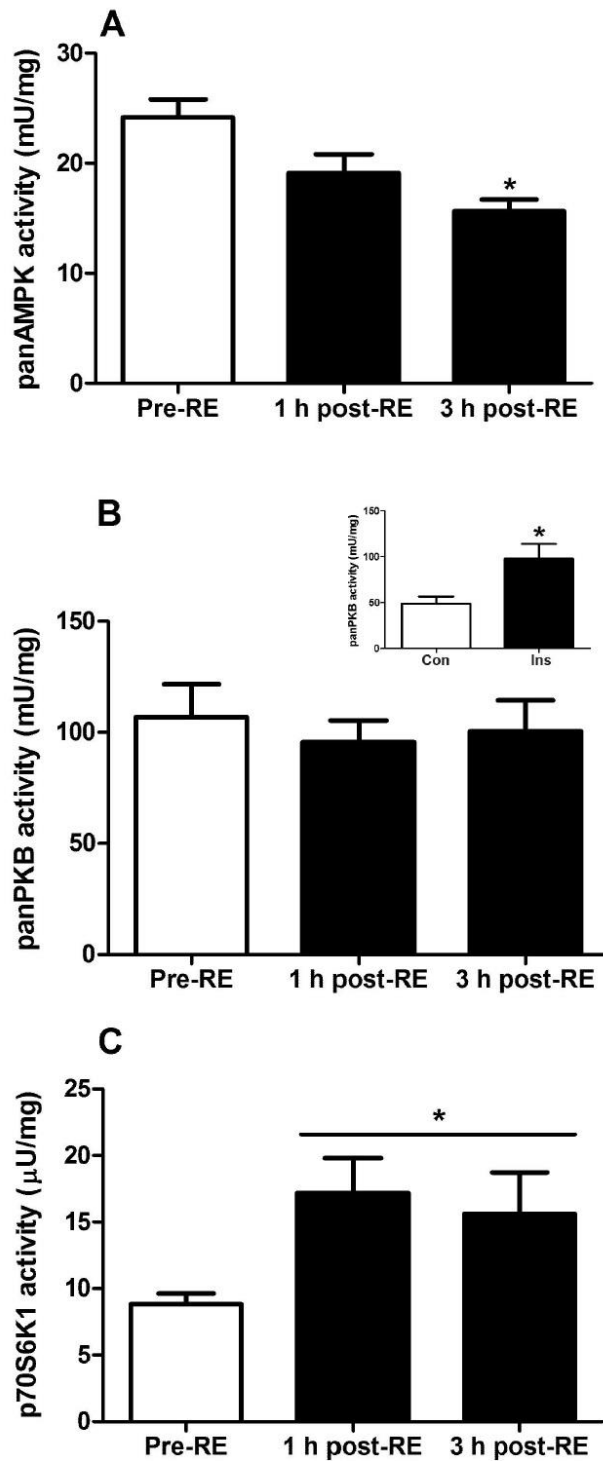 A
panAMPK activity (mU/mg)
30
20
10
0
*
Pre-RE 1 h post-RE 3 h post-RE
B
panPKB activity (mU/mg)
150
100
50
0
*
Con Ins
panPKB activity (mU/mg)
150
100
50
0
Pre-RE 1 h post-RE 3 h post-RE
C
p70S6K1 activity (μU/mg)
25
20
15
10
5
0
*
Pre-RE 1 h post-RE 3 h post-RE